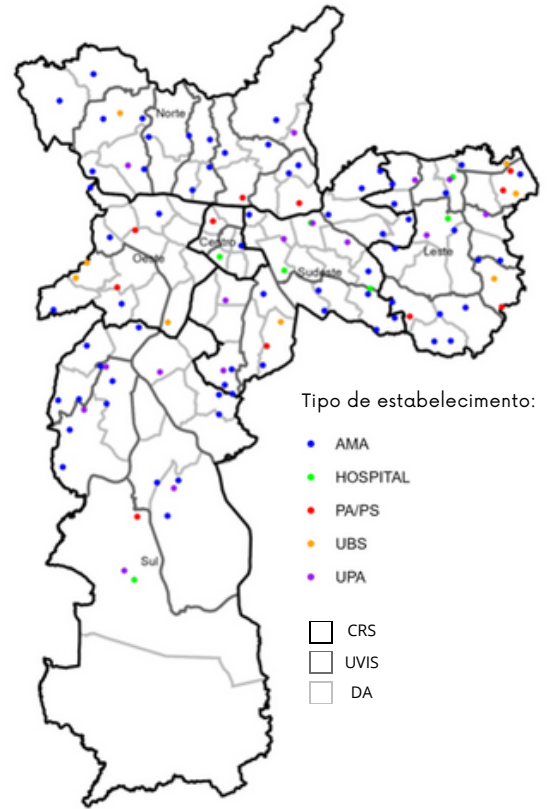 Norte
Centro
Oeste
Leste
Sudeste
Tipo de estabelecimento:
AMA
HOSPITAL
PA/PS
UBS
UPA
Sul
CRS
UVIS
DA